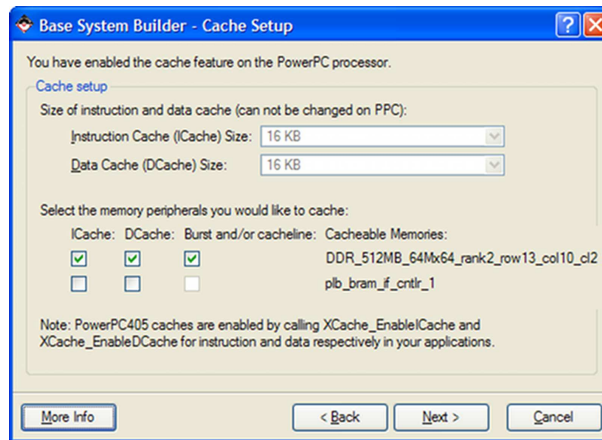 Base System Builder - Cache Setup
You have enabled the cache feature on the PowerPC processor.
Cache setup
Size of instruction and data cache (can not be changed on PPC):
Instruction Cache (ICache) Size: 16 KB
Data Cache (DCache) Size: 16 KB
Select the memory peripherals you would like to cache:
ICache: DCache: Burst and/or cacheline: Cacheable Memories:
DDR_512MB_64Mx64_rank2_row13_col10_cl2
plb_bram_if_cntlr_1
Note: PowerPC405 caches are enabled by calling XCache_EnableICache and
XCache_EnableDCache for instruction and data respectively in your applications.
More Info < Back Next > Cancel